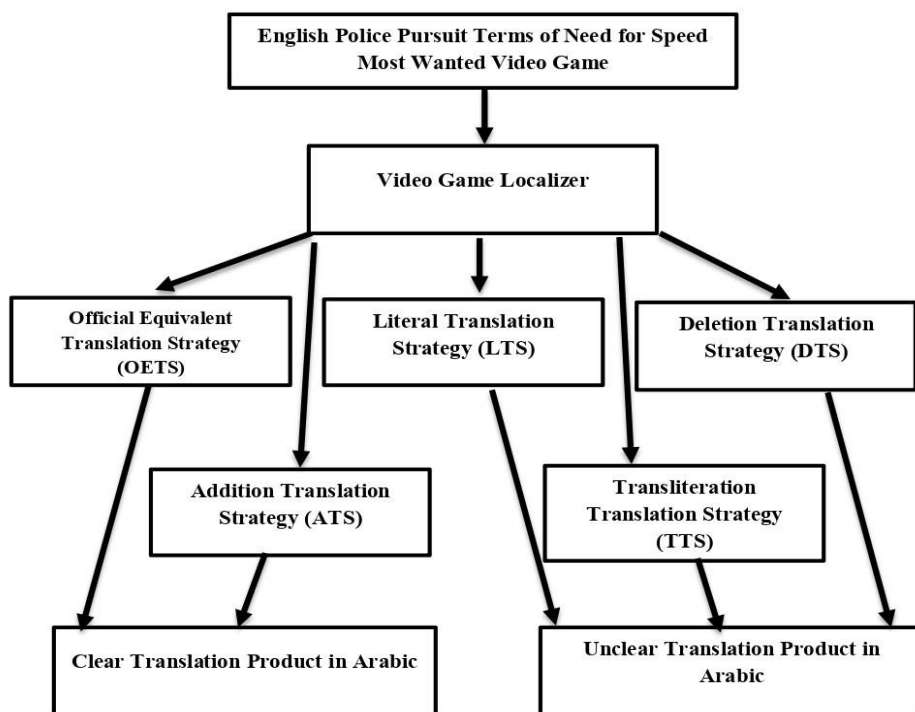 English Police Pursuit Terms of Need for Speed
Most Wanted Video Game
Video Game Localizer
Official Equivalent
Translation Strategy
(OETS)
Literal Translation
Strategy (LTS)
Deletion Translation
Strategy (DTS)
Addition Translation
Strategy (ATS)
Transliteration
Translation Strategy
(TTS)
Clear Translation Product in Arabic
Unclear Translation Product in
Arabic